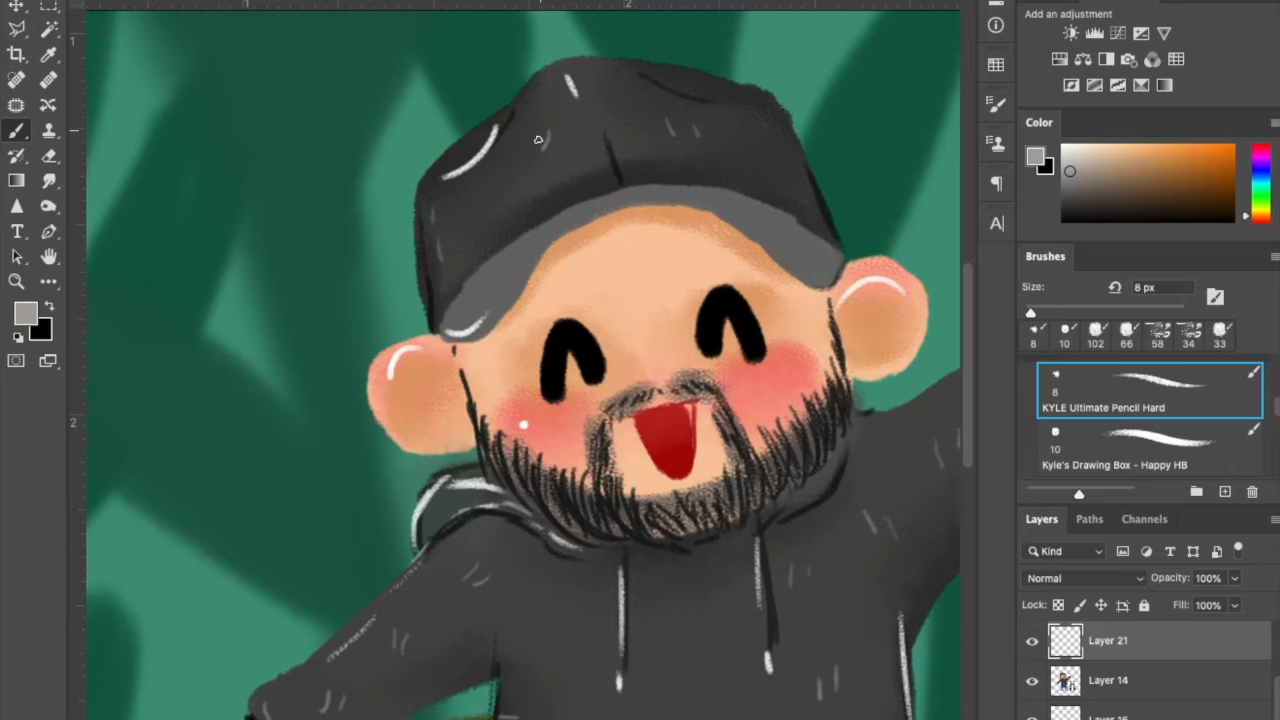 1
2
1
2
Add an adjustment
Color
Brushes
Size:
8 px
8
10
102
66
58
34
33
8
KYLE Ultimate Pencil Hard
10
Kyle's Drawing Box - Happy HB
Layers
Paths
Channels
Kind
Normal
Opacity:
100%
Lock:
Fill:
100%
Layer 21
Layer 14